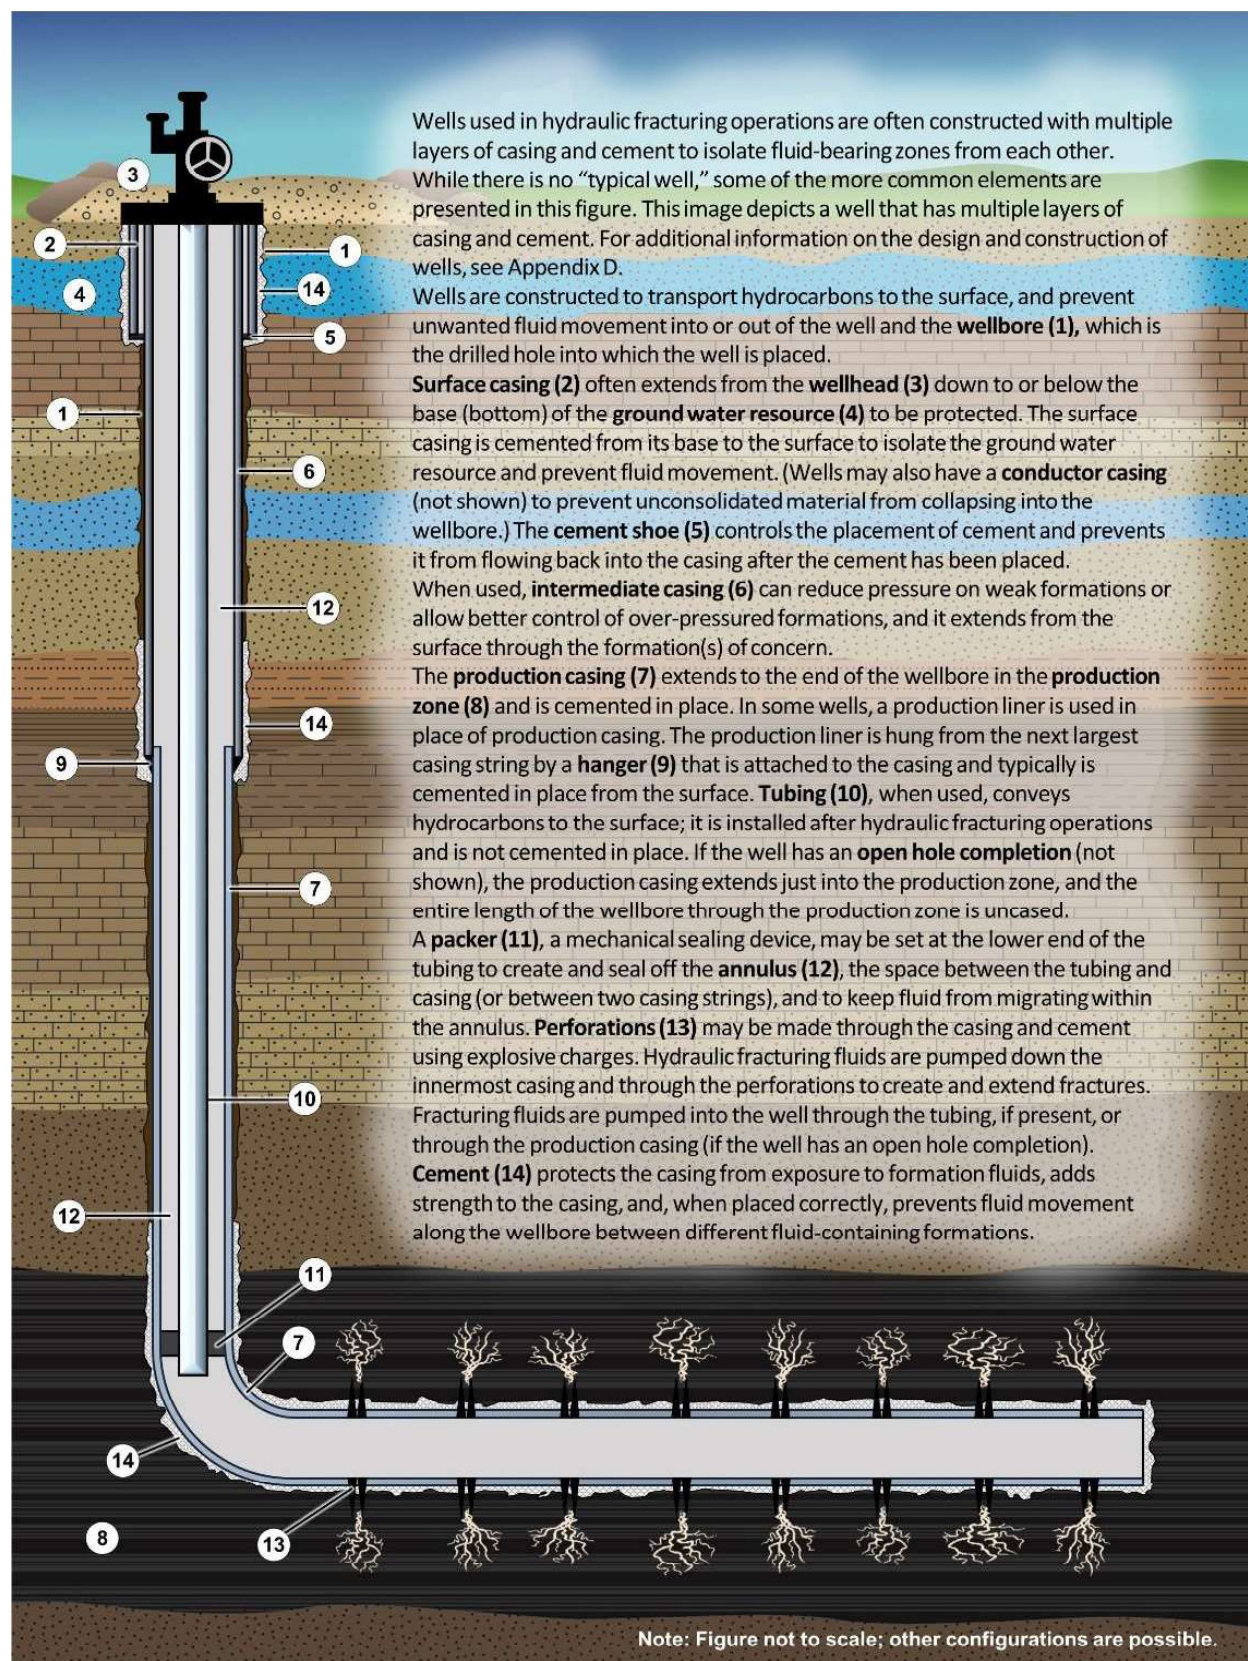 Wells used in hydraulic fracturing operations are often constructed with multiple
layers of casing and cement to isolate fluid-bearing zones from each other.
While there is no “typical well,” some of the more common elements are
presented in this figure. This image depicts a well that has multiple layers of
casing and cement. For additional information on the design and construction of
wells, see Appendix D.
Wells are constructed to transport hydrocarbons to the surface, and prevent
unwanted fluid movement into or out of the well and the wellbore (1), which is
the drilled hole into which the well is placed.
Surface casing (2) often extends from the wellhead (3) down to or below the
base (bottom) of the ground water resource (4) to be protected. The surface
casing is cemented from its base to the surface to isolate the ground water
resource and prevent fluid movement. (Wells may also have a conductor casing
(not shown) to prevent unconsolidated material from collapsing into the
wellbore.) The cement shoe (5) controls the placement of cement and prevents
it from flowing back into the casing after the cement has been placed.
When used, intermediate casing (6) can reduce pressure on weak formations or
allow better control of over-pressured formations, and it extends from the
surface through the formation(s) of concern.
The production casing (7) extends to the end of the wellbore in the production
zone (8) and is cemented in place. In some wells, a production liner is used in
place of production casing. The production liner is hung from the next largest
casing string by a hanger (9) that is attached to the casing and typically is
cemented in place from the surface. Tubing (10), when used, conveys
hydrocarbons to the surface; it is installed after hydraulic fracturing operations
and is not cemented in place. If the well has an open hole completion (not
shown), the production casing extends just into the production zone, and the
entire length of the wellbore through the production zone is uncased.
A packer (11), a mechanical sealing device, may be set at the lower end of the
tubing to create and seal off the annulus (12), the space between the tubing and
casing (or between two casing strings), and to keep fluid from migrating within
the annulus. Perforations (13) may be made through the casing and cement
using explosive charges. Hydraulic fracturing fluids are pumped down the
innermost casing and through the perforations to create and extend fractures.
Fracturing fluids are pumped into the well through the tubing, if present, or
through the production casing (if the well has an open hole completion).
Cement (14) protects the casing from exposure to formation fluids, adds
strength to the casing, and, when placed correctly, prevents fluid movement
along the wellbore between different fluid-containing formations.
3
2
1
4
14
5
1
6
12
14
9
7
10
12
11
7
14
8
13
Note: Figure not to scale; other configurations are possible.